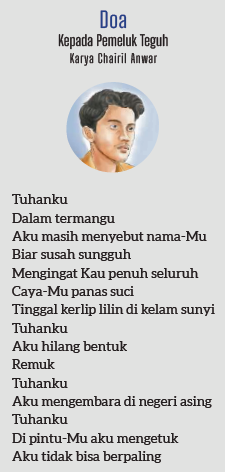 Doa
Kepada Pemeluk Teguh
Karya Chairil Anwar
Tuhanku
Dalam termangu
Aku masih menyebut nama-Mu
Biar susah sungguh
Mengingat Kau penuh seluruh
Caya-Mu panas suci
Tinggal kerlip lilin di kelam sunyi
Tuhanku
Aku hilang bentuk
Remuk
Tuhanku
Aku mengembara di negeri asing
Tuhanku
Di pintu-Mu aku mengetuk
Aku tidak bisa berpaling